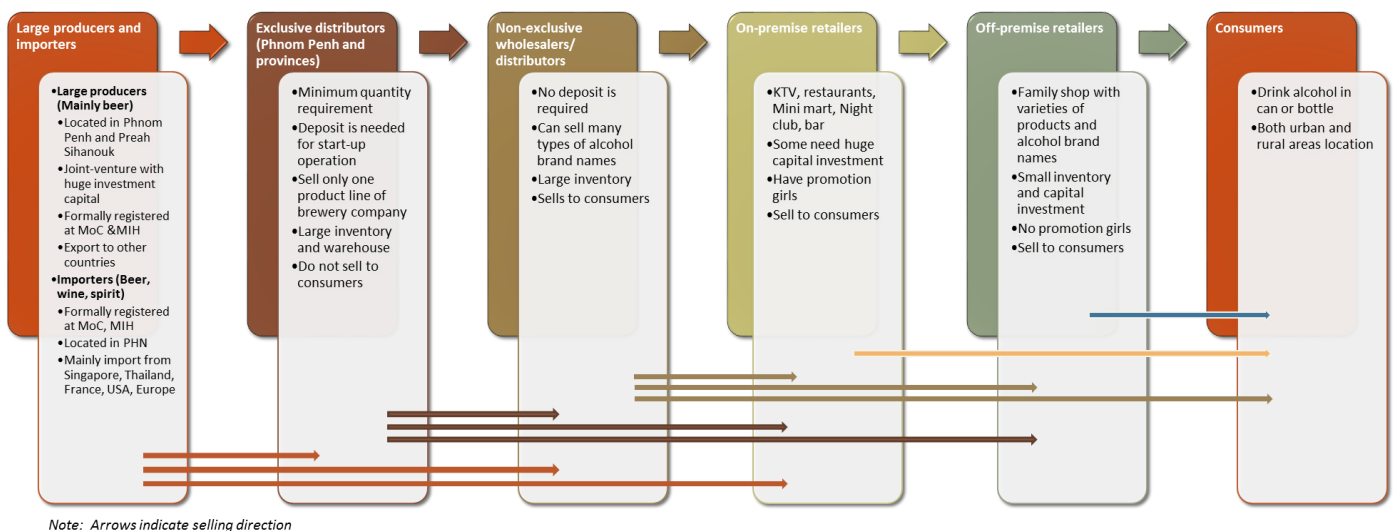 Large producers and
importers
•Large producers
(Mainly beer)
•Located in Phnom
Penh and Preah
Sihanouk
•Joint-venture with
huge investment
capital
•Formally registered
at MoC &MIH
•Export to other
countries
•Importers (Beer,
wine, spirit)
•Formally registered
at MoC, MIH
•Located in PHN
•Mainly import from
Singapore, Thailand,
France, USA, Europe
Exclusive distributors
(Phnom Penh and
provinces)
•Minimum quantity
requirement
•Deposit is needed
for start-up
operation
•Sell only one
product line of
brewery company
•Large inventory
and warehouse
•Do not sell to
consumers
Non-exclusive
wholesalers/
distributors
•No deposit is
required
•Can sell many
types of alcohol
brand names
•Large inventory
•Sells to consumers
On-premise retailers
•KTV, restaurants,
Mini mart, Night
club, bar
•Some need huge
capital investment
•Have promotion
girls
•Sell to consumers
Off-premise retailers
•Family shop with
varieties of
products and
alcohol brand
names
•Small inventory
and capital
investment
•No promotion girls
•Sell to consumers
Consumers
•Drink alcohol in
can or bottle
•Both urban and
rural areas location
Note: Arrows indicate selling direction